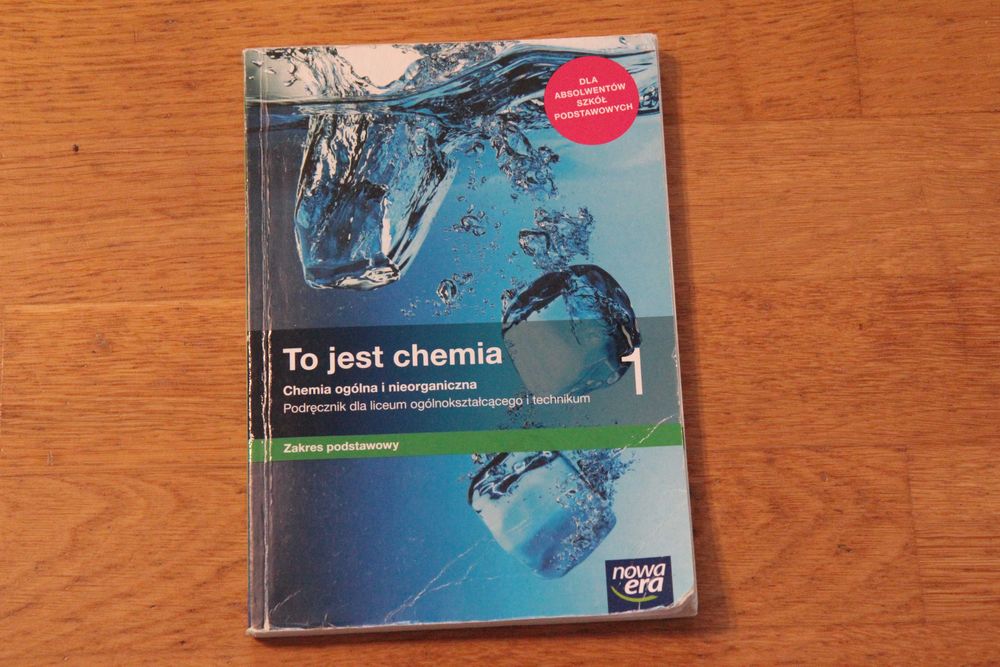 DLA
ABSOLWENTÓW
SZKÓŁ
PODSTAWOWYCH
To jest chemia
1
Chemia ogólna i nieorganiczna
Podręcznik dla liceum ogólnokształcącego i technikum
Zakres podstawowy
nowa
era